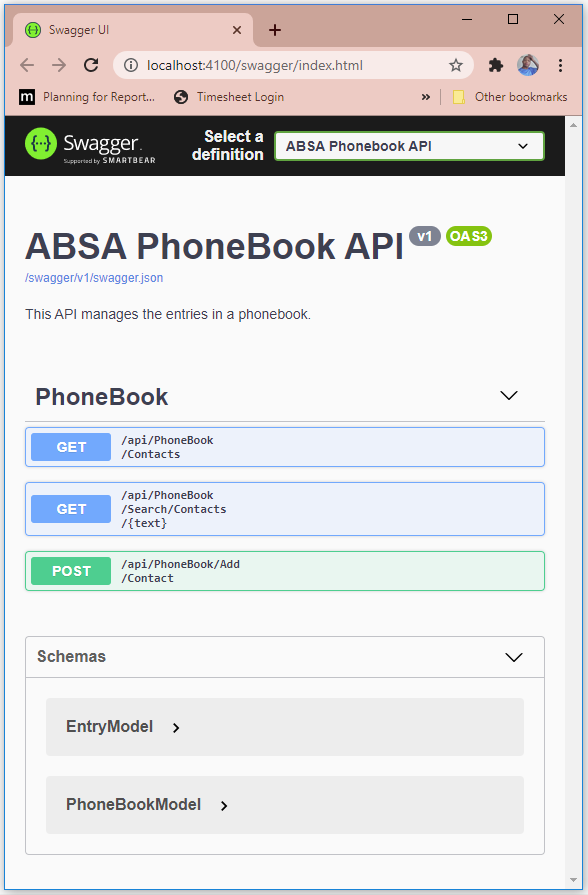 Swagger UI
localhost:4100/swagger/index.html
Planning for Report... Timesheet Login » Other bookmarks
{··} Swagger. Supported by SMARTBEAR
Select a
definition
ABSA Phonebook API
ABSA PhoneBook API v1 OAS3
/swagger/v1/swagger.json
This API manages the entries in a phonebook.
PhoneBook
GET /api/PhoneBook
/Contacts
GET /api/PhoneBook
/Search/Contacts
/{text}
POST /api/PhoneBook/Add
/Contact
Schemas
EntryModel
PhoneBookModel